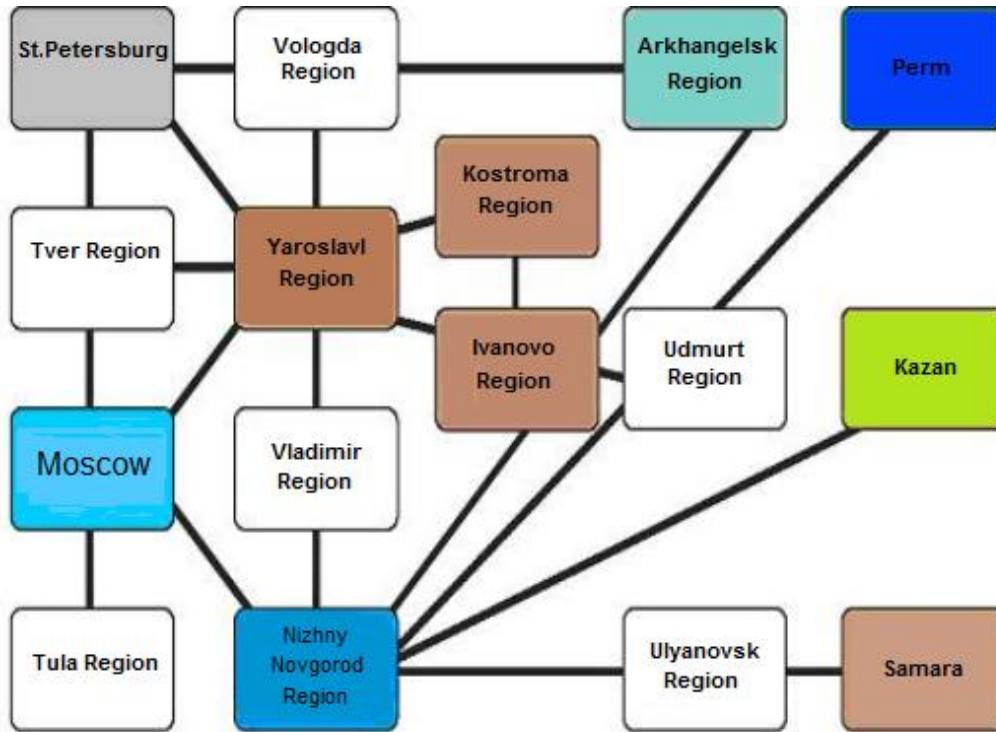 St.Petersburg
Vologda
Region
Arkhangelsk
Region
Perm
Kostroma
Region
Tver Region
Yaroslavl
Region
Ivanovo
Region
Udmurt
Region
Kazan
Moscow
Vladimir
Region
Tula Region
Nizhny
Novgorod
Region
Ulyanovsk
Region
Samara